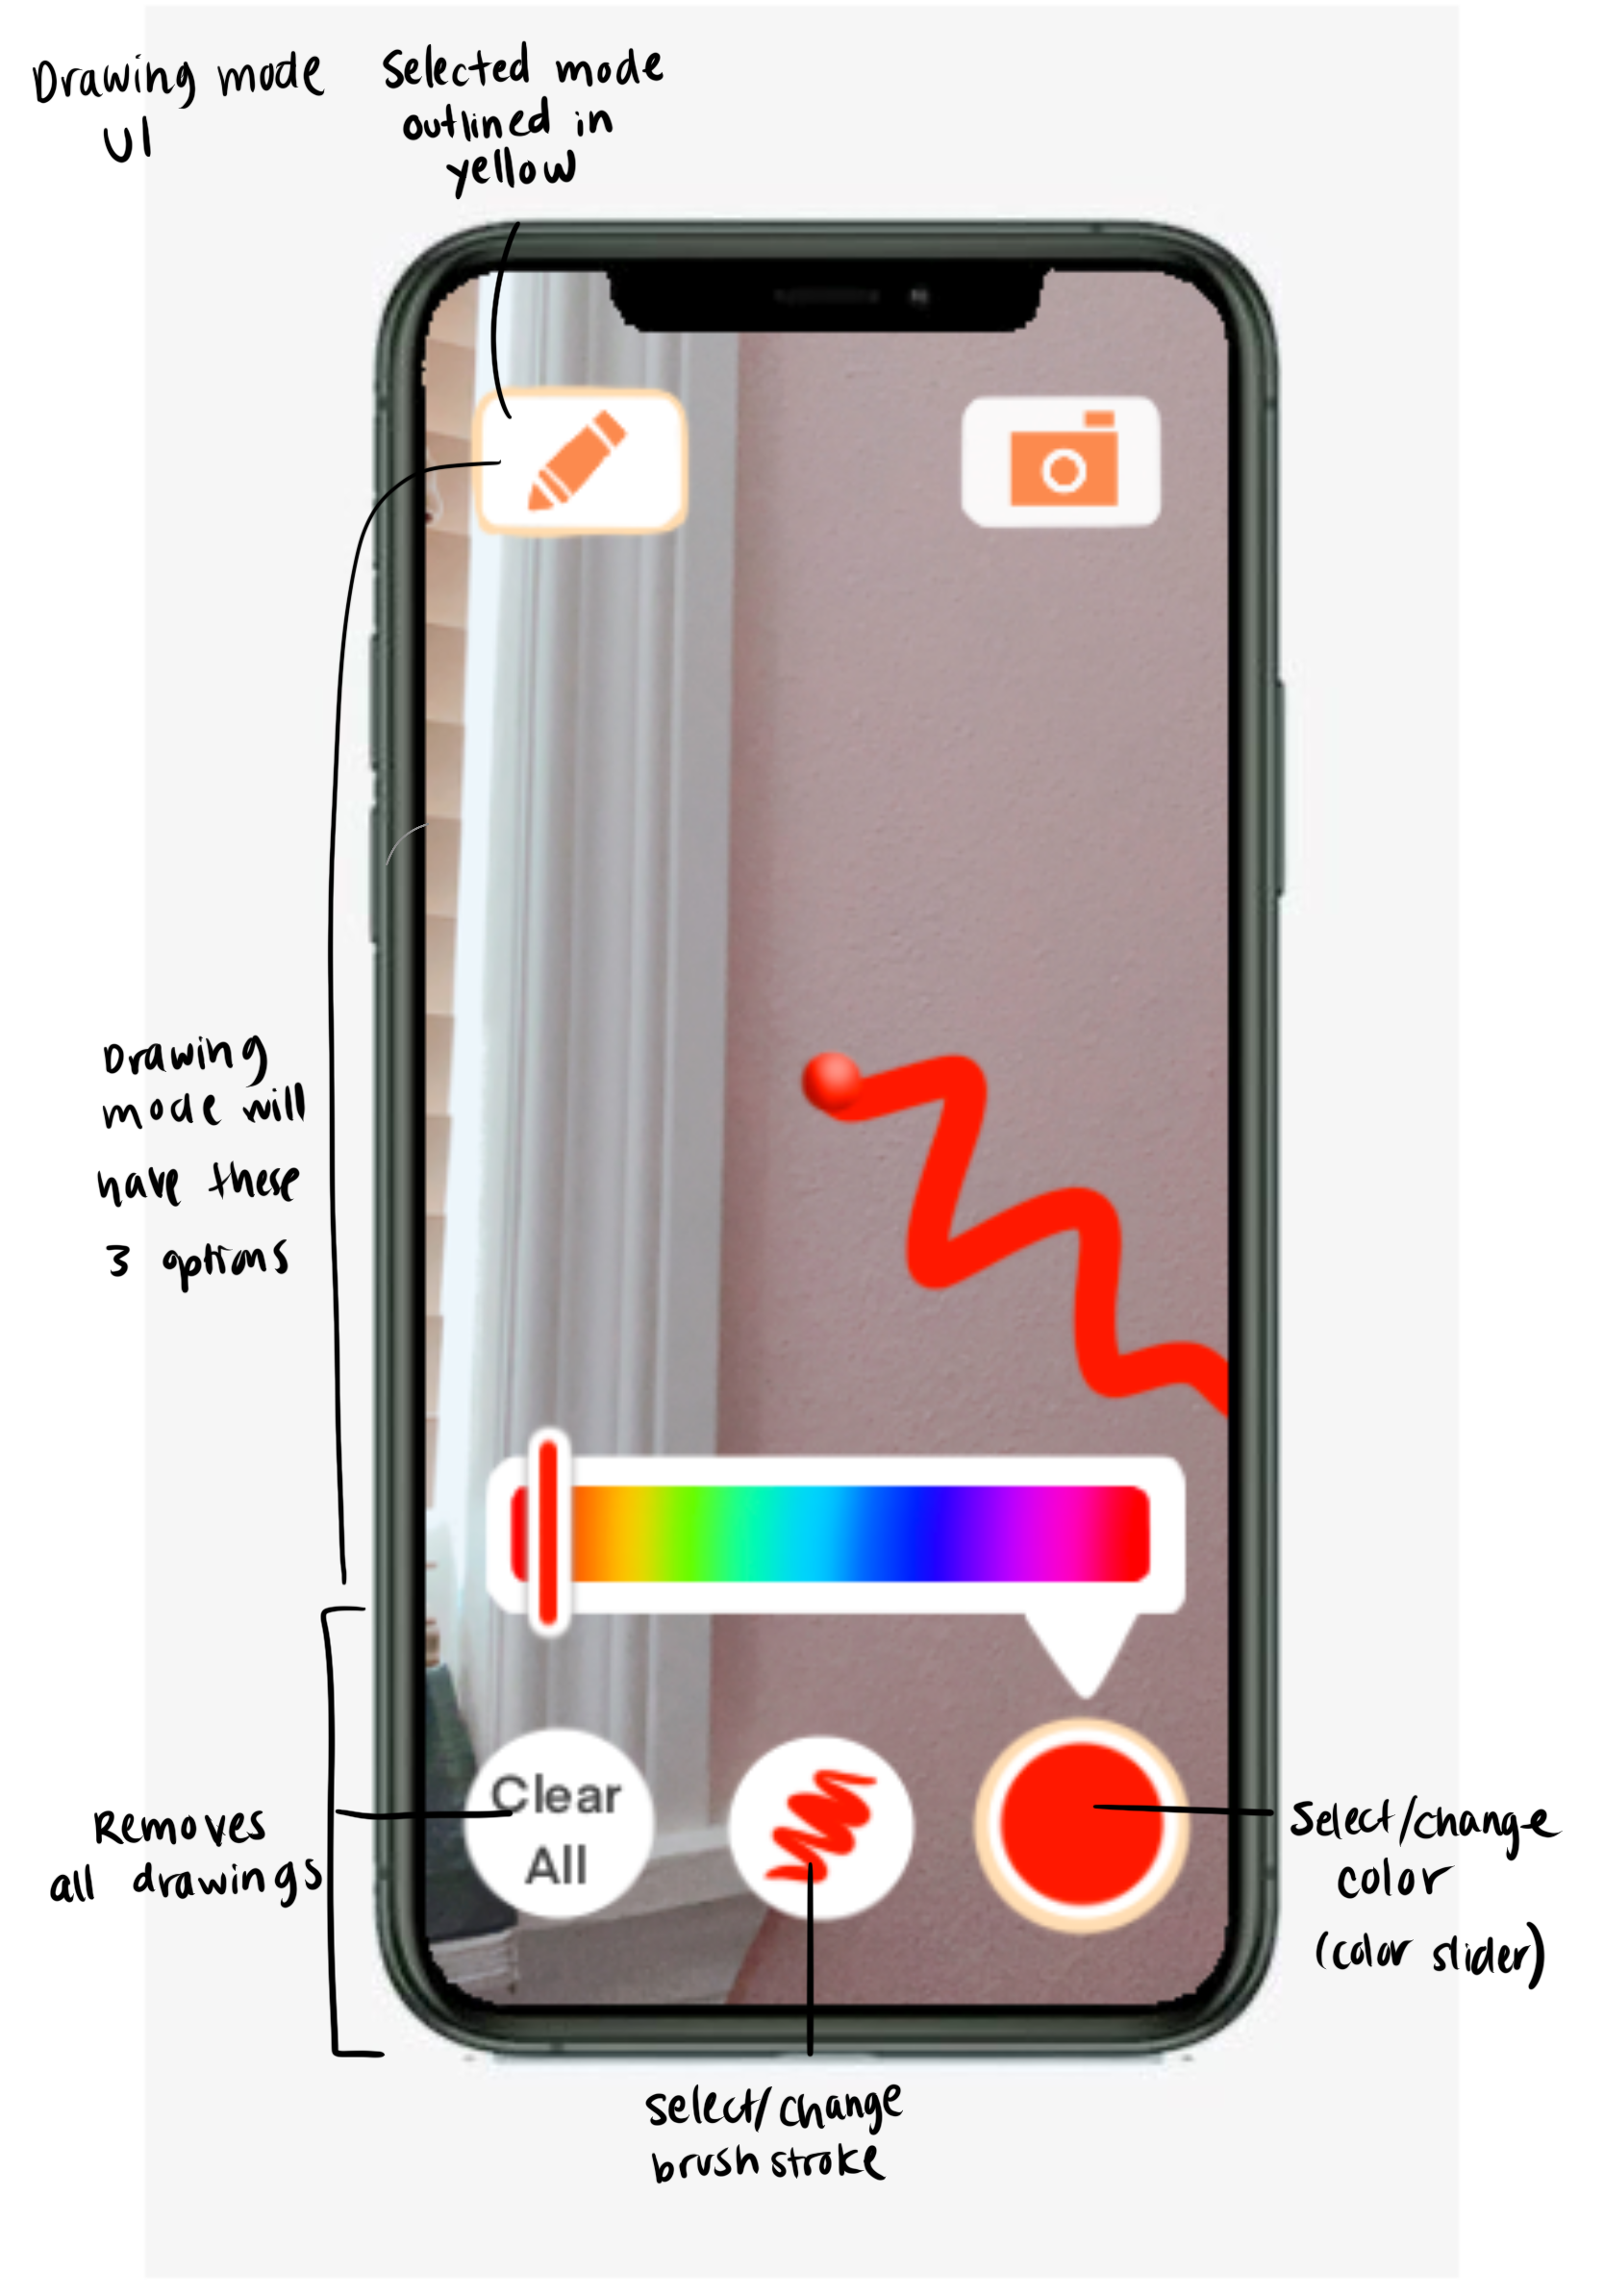 Drawing mode
UI
Selected mode
outlined in
yellow
Drawing
mode will
have these
3 options
Clear
All
Removes
all drawings
Select/change
color
(color slider)
select/change
brush stroke